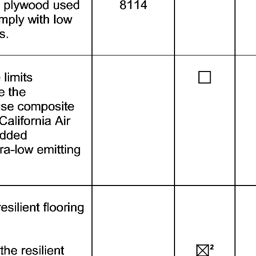 plywood used 8114
mply with low
s.
limits ☐
e the
se composite
California Air
dded
ra-low emitting
esilient flooring
the resilient ☒²